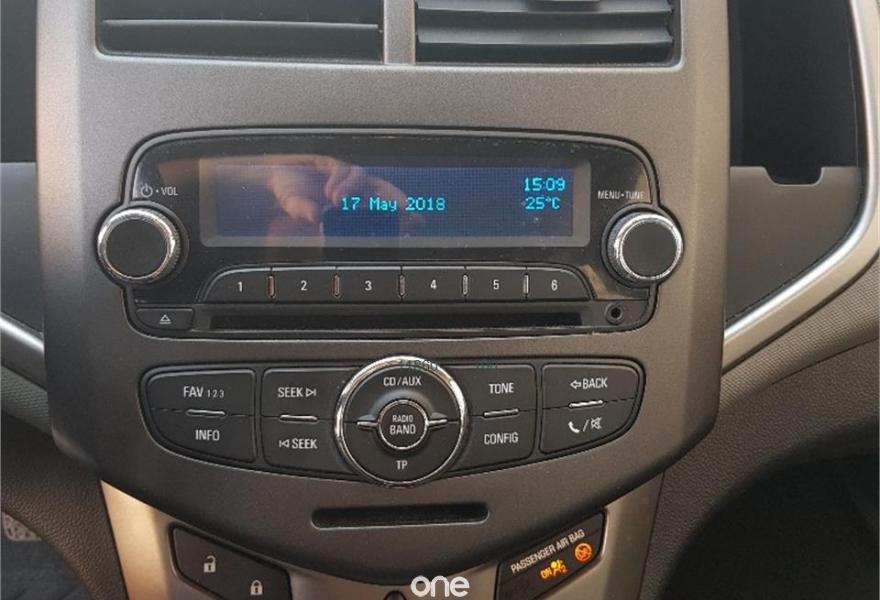 15:09
17 May 2018
25°C
VOL
MENU-TUNE
1 2 3 4 5 6
CD/AUX
FAV 1 2 3
SEEK
TONE
BACK
RADIO
BAND
INFO
SEEK
CONFIG
TP
PASSENGER AIR BAG
ON
one